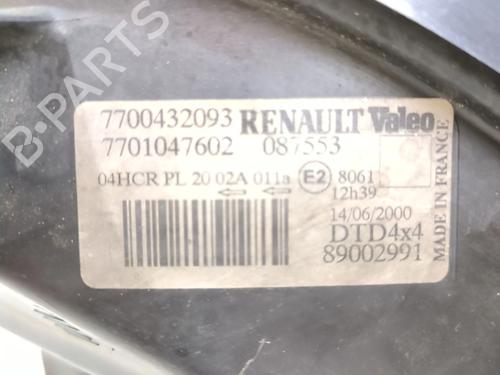 7700432093 RENAULT Valeo
7701047602 087553
04HCR PL 20 02A 011a E2 8061
12h39
14/06/2000
DTD4x4
89002991
MADE IN FRANCE
B-PARTS